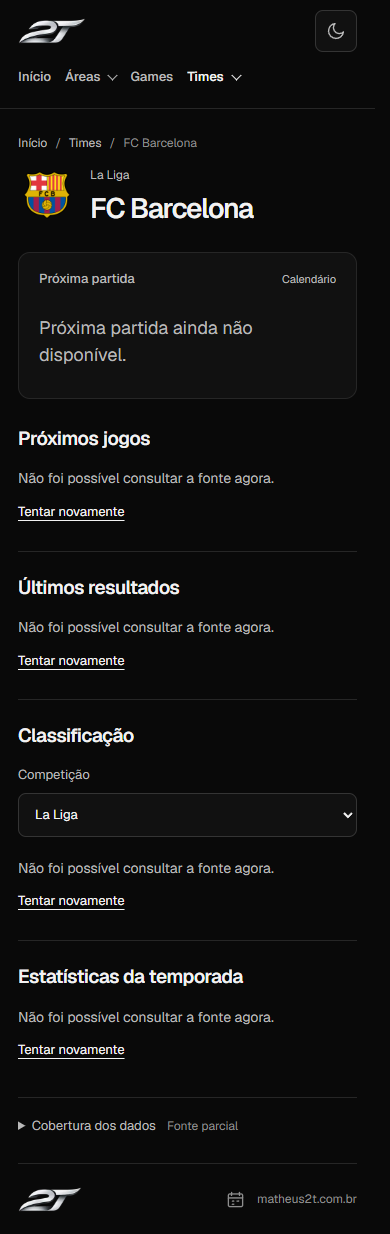 2T
Início Áreas Games Times
Início / Times / FC Barcelona
FCB
La Liga
FC Barcelona
Próxima partida Calendário
Próxima partida ainda não
disponível.
Próximos jogos
Não foi possível consultar a fonte agora.
Tentar novamente
Últimos resultados
Não foi possível consultar a fonte agora.
Tentar novamente
Classificação
Competição
La Liga
Não foi possível consultar a fonte agora.
Tentar novamente
Estatísticas da temporada
Não foi possível consultar a fonte agora.
Tentar novamente
Cobertura dos dados Fonte parcial
2T matheus2t.com.br